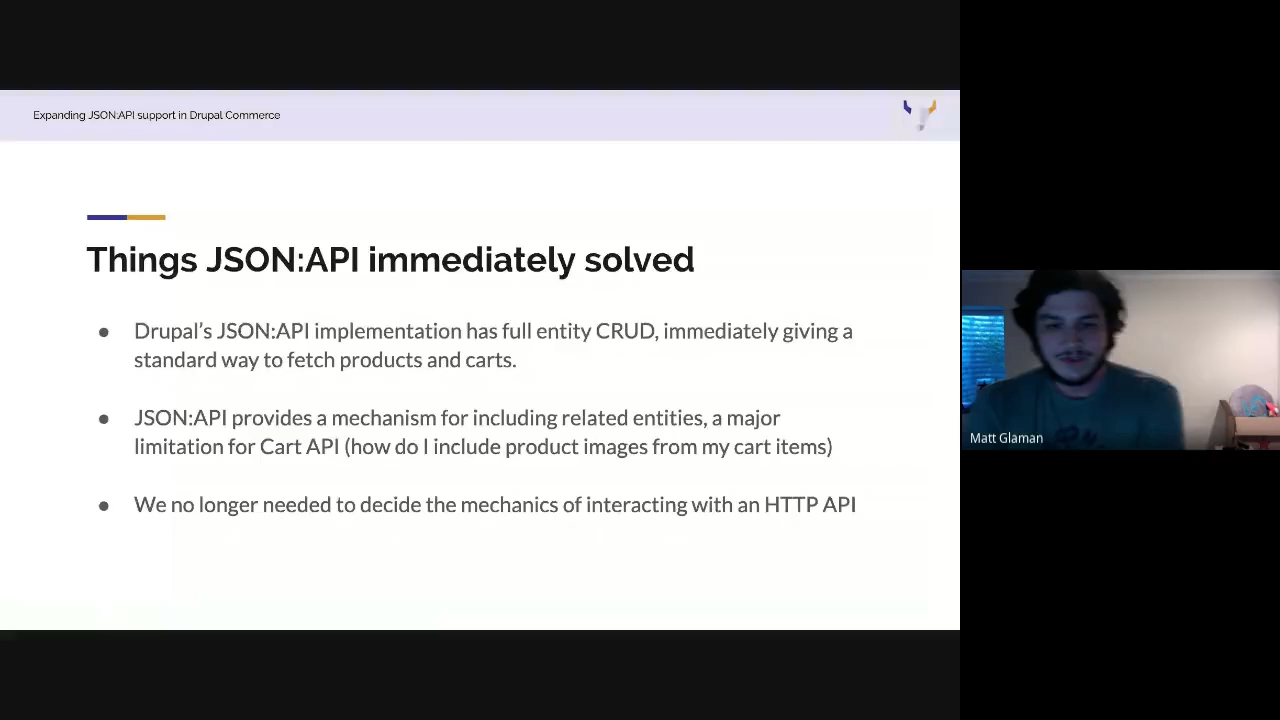 Expanding JSON:API support in Drupal Commerce
Things JSON:API immediately solved
● Drupal's JSON:API implementation has full entity CRUD, immediately giving a
standard way to fetch products and carts.
● JSON:API provides a mechanism for including related entities, a major
limitation for Cart API (how do I include product images from my cart items)
● We no longer needed to decide the mechanics of interacting with an HTTP API
Matt Glaman